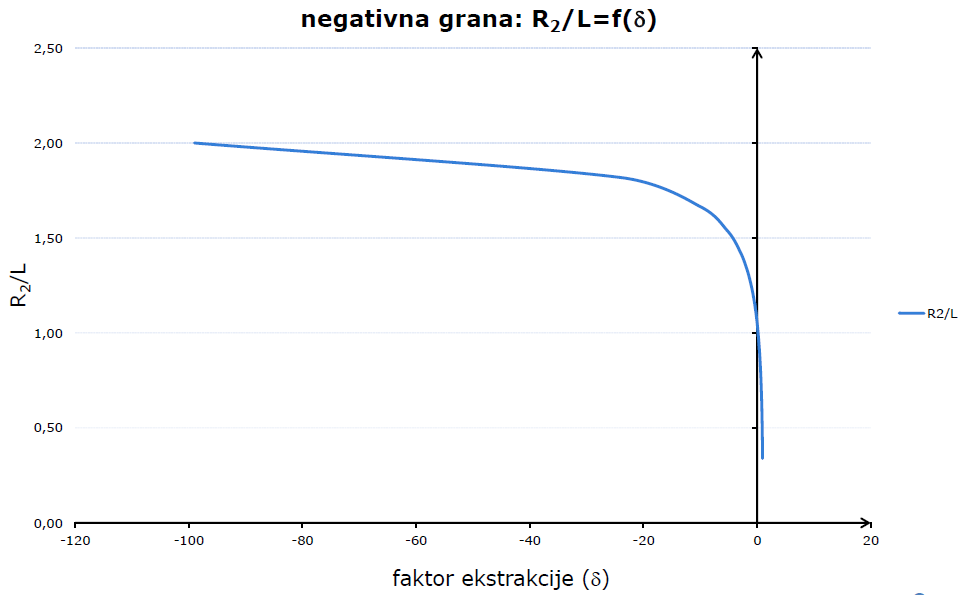 negativna grana: R₂/L=f(δ)
2,50
2,00
1,50
1,00
0,50
0,00
R₂/L
-120 -100 -80 -60 -40 -20 0 20
faktor ekstrakcije (δ)
R2/L